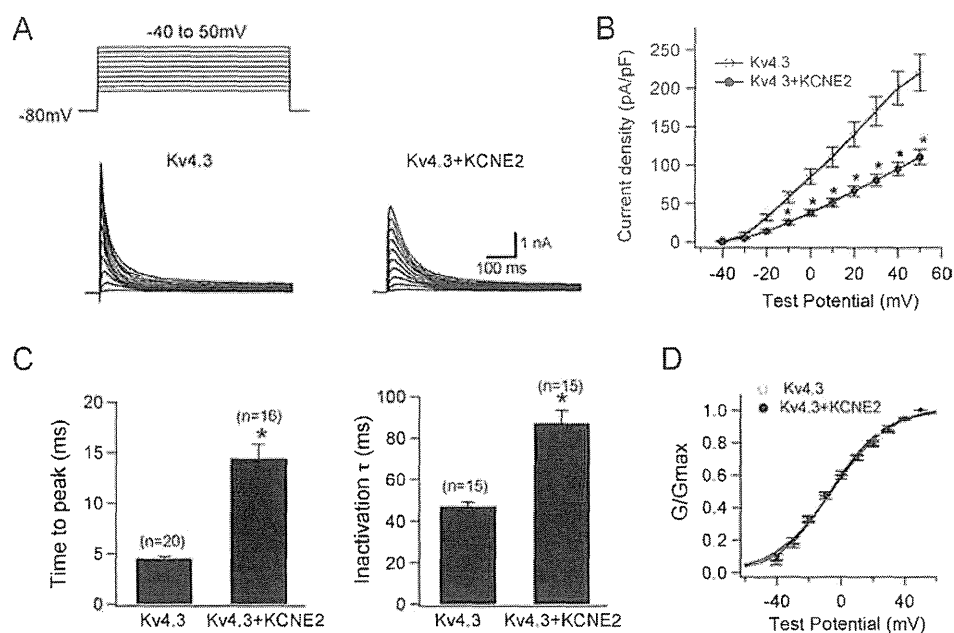 A
-40 to 50mV
-80mV
Kv4.3
Kv4.3+KCNE2
1 nA
100 ms
B
Current density (pA/pF)
250
200
150
100
50
0
Kv4.3
Kv4.3+KCNE2
* * * * * * *
-40 -20 0 20 40 60
Test Potential (mV)
C
Time to peak (ms)
20
15
10
5
0
(n=20)
(n=16)
*
Kv4.3 Kv4.3+KCNE2
Inactivation τ (ms)
100
80
60
40
20
0
(n=15)
(n=15)
*
Kv4.3 Kv4.3+KCNE2
D
Kv4.3
Kv4.3+KCNE2
G/Gmax
1.0
0.8
0.6
0.4
0.2
0.0
-40 0 40
Test Potential (mV)